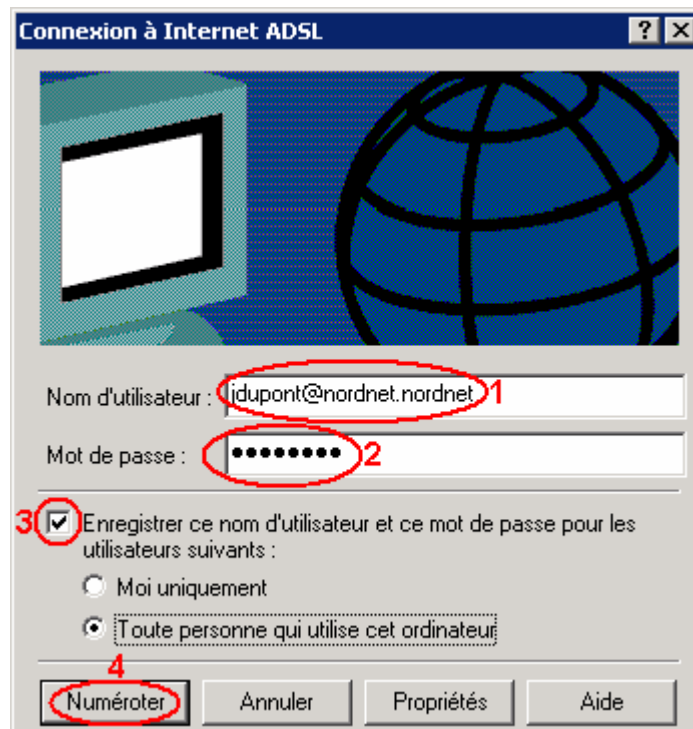 Connexion à Internet ADSL
Nom d'utilisateur : jdupont@nordnet.nordnet 1
Mot de passe : •••••••• 2
3 Enregistrer ce nom d'utilisateur et ce mot de passe pour les
utilisateurs suivants :
Moi uniquement
Toute personne qui utilise cet ordinateur
4
Numéroter Annuler Propriétés Aide